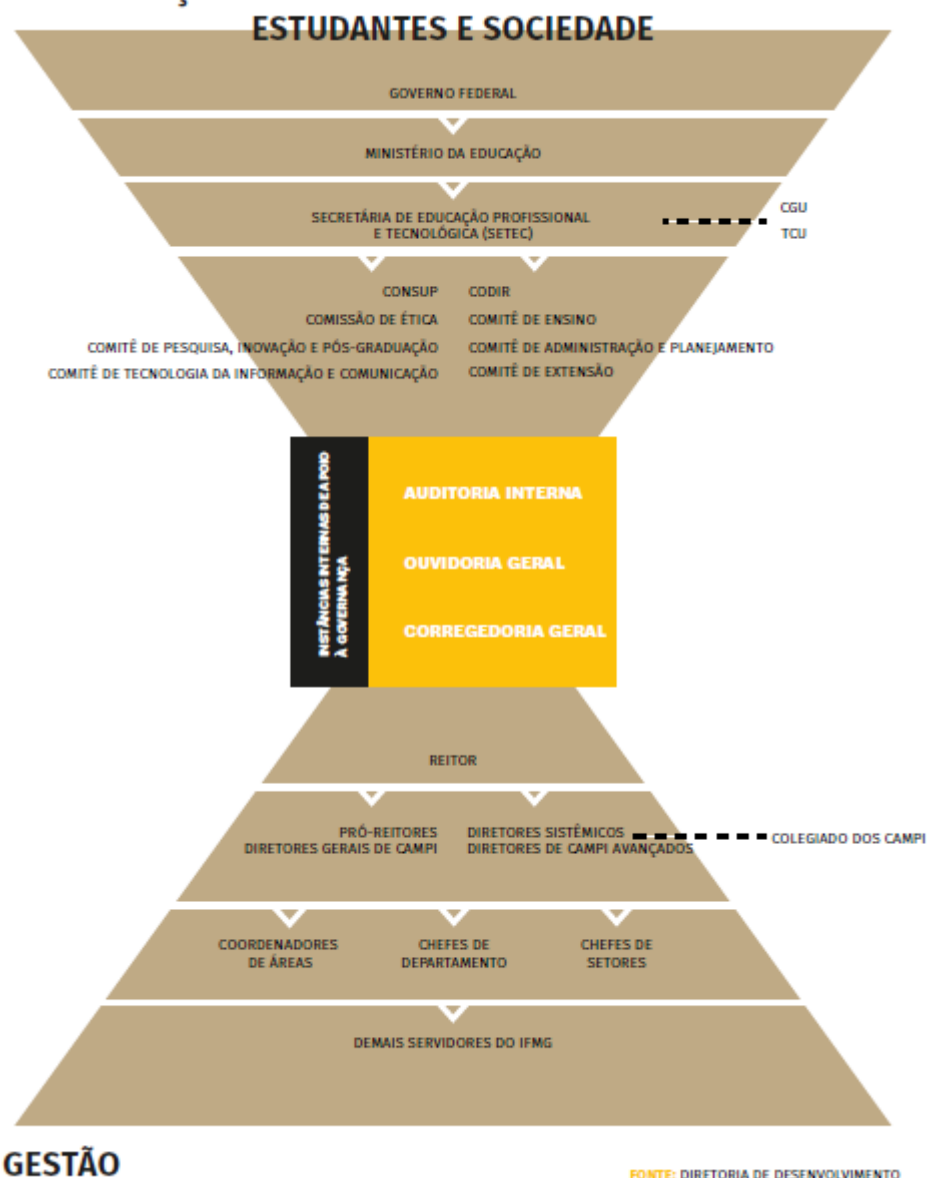 ESTUDANTES E SOCIEDADE
GOVERNO FEDERAL
MINISTÉRIO DA EDUCAÇÃO
SECRETÁRIA DE EDUCAÇÃO PROFISSIONAL
E TECNOLÓGICA (SETEC)
CGU
TCU
CONSUP
COMISSÃO DE ÉTICA
COMITÊ DE PESQUISA, INOVAÇÃO E PÓS-GRADUAÇÃO
COMITÊ DE TECNOLOGIA DA INFORMAÇÃO E COMUNICAÇÃO
CODIR
COMITÊ DE ENSINO
COMITÊ DE ADMINISTRAÇÃO E PLANEJAMENTO
COMITÊ DE EXTENSÃO
INSTÂNCIAS INTERNAS DE APOIO
À GOVERNANÇA
AUDITORIA INTERNA
OUVIDORIA GERAL
CORREGEDORIA GERAL
REITOR
PRÓ-REITORES
DIRETORES GERAIS DE CAMPI
DIRETORES SISTÊMICOS
DIRETORES DE CAMPI AVANÇADOS
COLEGIADO DOS CAMPI
COORDENADORES
DE ÁREAS
CHEFES DE
DEPARTAMENTO
CHEFES DE
SETORES
DEMAIS SERVIDORES DO IFMG
GESTÃO
FONTE: DIRETORIA DE DESENVOLVIMENTO